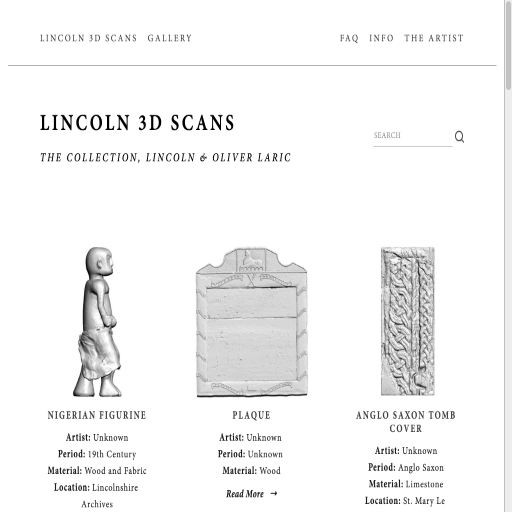 LINCOLN 3D SCANS GALLERY
FAQ INFO THE ARTIST
LINCOLN 3D SCANS
THE COLLECTION, LINCOLN & OLIVER LARIC
SEARCH
NIGERIAN FIGURINE
Artist: Unknown
Period: 19th Century
Material: Wood and Fabric
Location: Lincolnshire
Archives
PLAQUE
Artist: Unknown
Period: Unknown
Material: Wood
Read More →
ANGLO SAXON TOMB
COVER
Artist: Unknown
Period: Anglo Saxon
Material: Limestone
Location: St. Mary Le